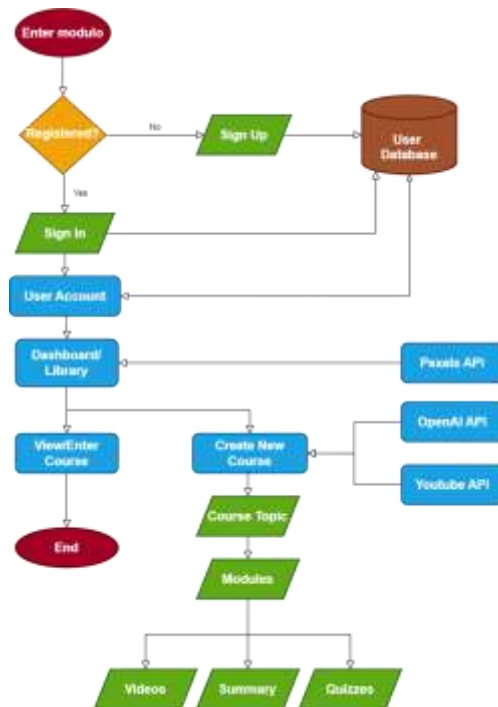 Enter modulo
Registered?
No
Sign Up
User
Database
Yes
Sign In
User Account
Dashboard/
Library
Pexels API
View/Enter
Course
Create New
Course
OpenAI API
Youtube API
Course Topic
End
Modules
Videos
Summary
Quizzes